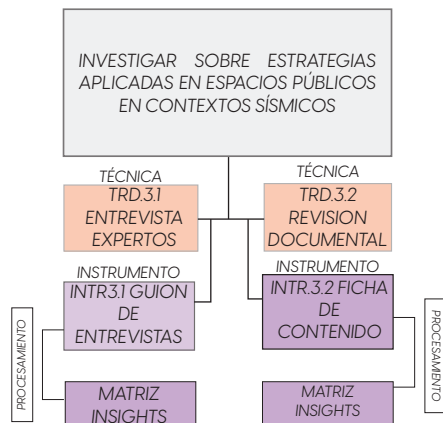 INVESTIGAR SOBRE ESTRATEGIAS
APLICADAS EN ESPACIOS PÚBLICOS
EN CONTEXTOS SÍSMICOS
TÉCNICA
TRD.3.1
ENTREVISTA
EXPERTOS
TÉCNICA
TRD.3.2
REVISION
DOCUMENTAL
INSTRUMENTO
INTR3.1 GUION
DE
ENTREVISTAS
INSTRUMENTO
INTR.3.2 FICHA
DE
CONTENIDO
PROCESAMIENTO
PROCESAMIENTO
MATRIZ
INSIGHTS
MATRIZ
INSIGHTS